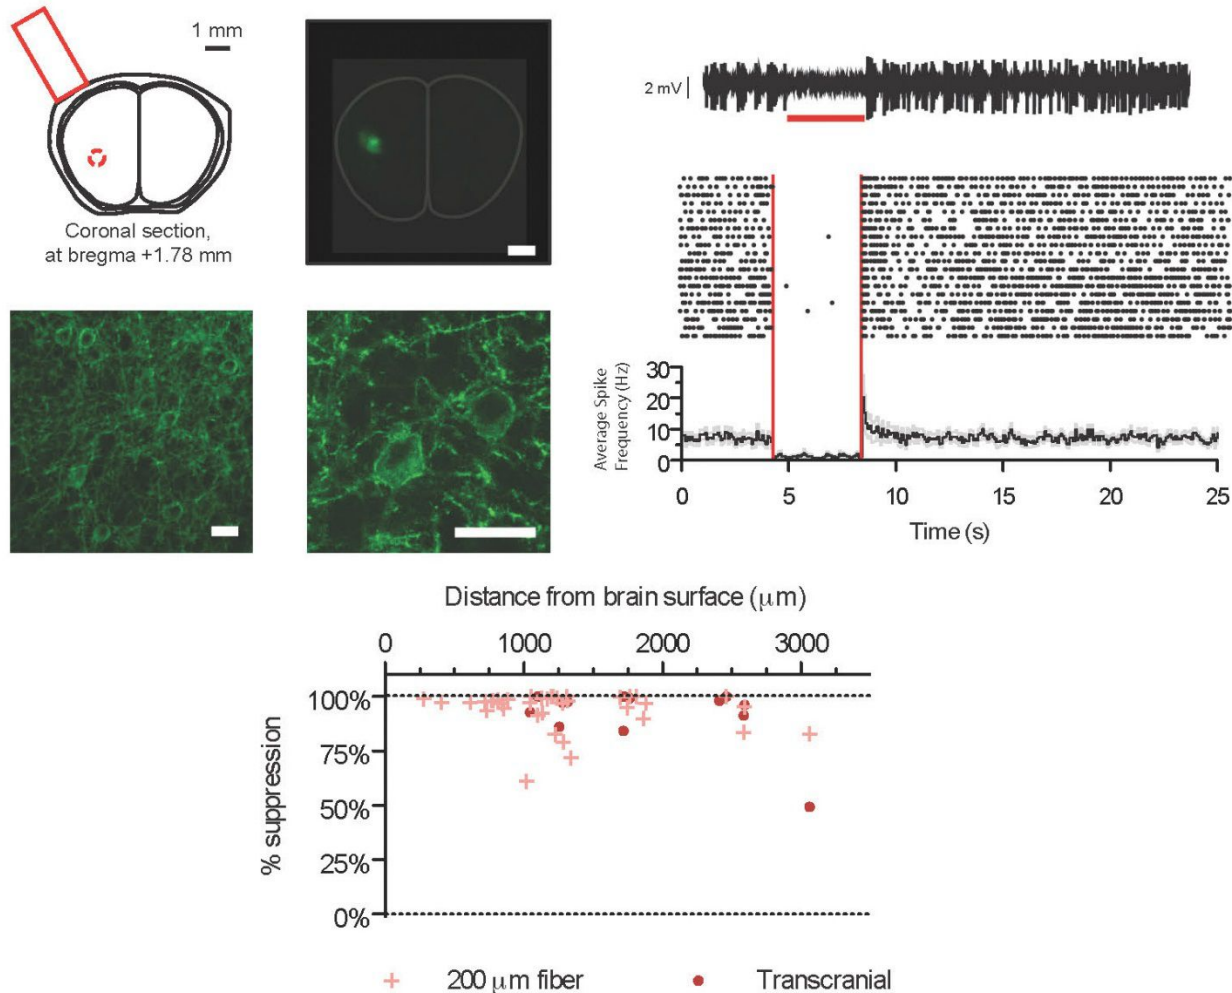 1 mm
Coronal section,
at bregma +1.78 mm
2 mV
Average Spike
Frequency (Hz)
30
20
10
0
0 5 10 15 20 25
Time (s)
Distance from brain surface (μm)
0 1000 2000 3000
% suppression
100%
75%
50%
25%
0%
200 μm fiber
Transcranial